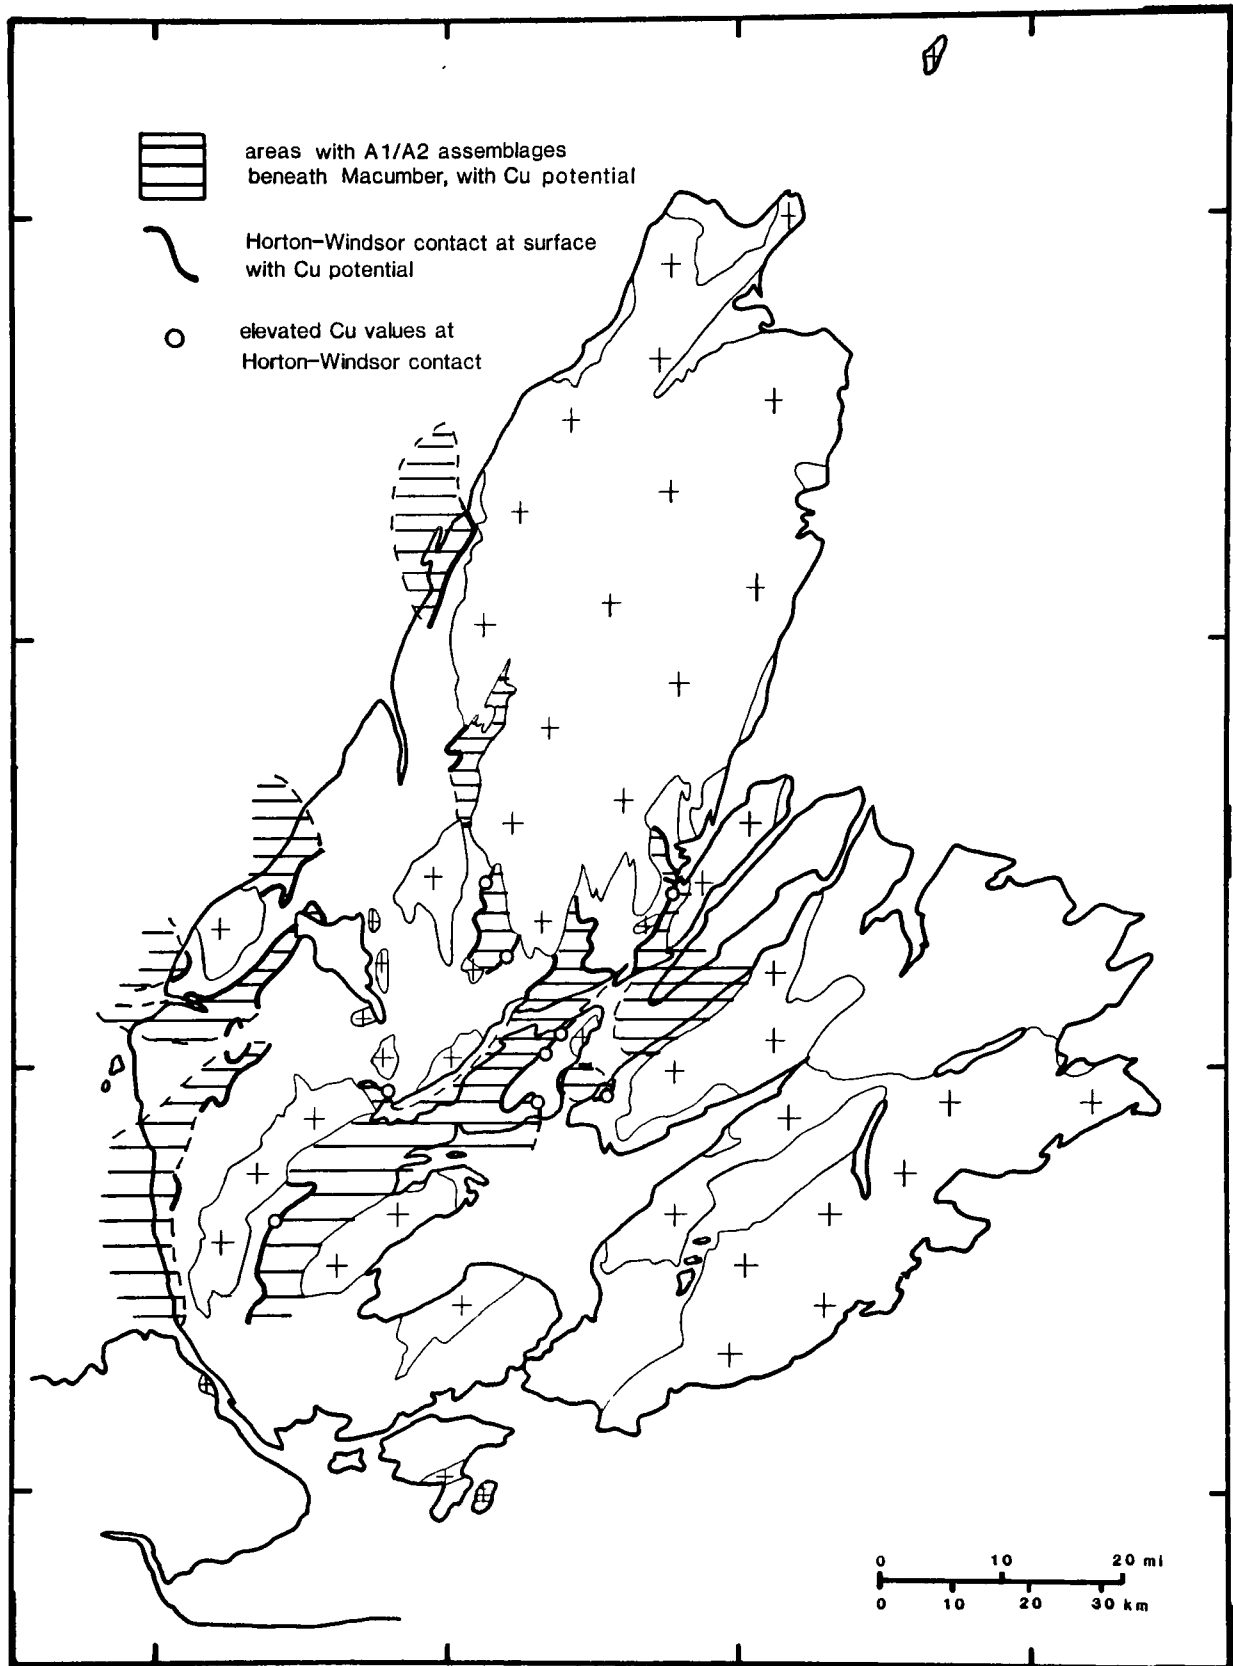 areas with A1/A2 assemblages
beneath Macumber, with Cu potential
Horton-Windsor contact at surface
with Cu potential
elevated Cu values at
Horton-Windsor contact
0 10 20 mi
0 10 20 30 km